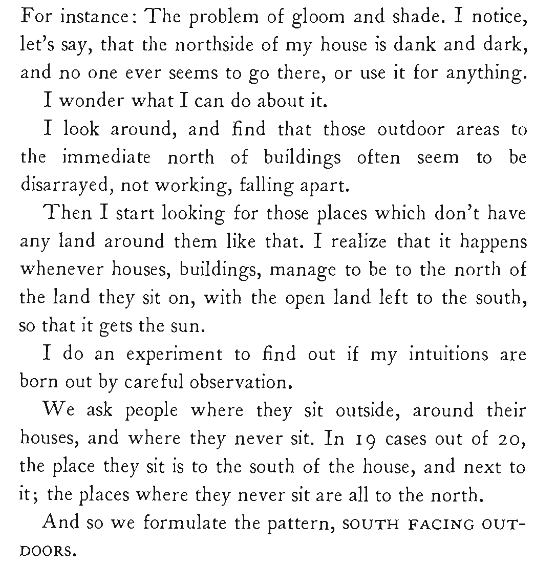 For instance: The problem of gloom and shade. I notice,
let's say, that the northside of my house is dank and dark,
and no one ever seems to go there, or use it for anything.
I wonder what I can do about it.
I look around, and find that those outdoor areas to
the immediate north of buildings often seem to be
disarrayed, not working, falling apart.
Then I start looking for those places which don't have
any land around them like that. I realize that it happens
whenever houses, buildings, manage to be to the north of
the land they sit on, with the open land left to the south,
so that it gets the sun.
I do an experiment to find out if my intuitions are
born out by careful observation.
We ask people where they sit outside, around their
houses, and where they never sit. In 19 cases out of 20,
the place they sit is to the south of the house, and next to
it; the places where they never sit are all to the north.
And so we formulate the pattern, SOUTH FACING OUT-
DOORS.